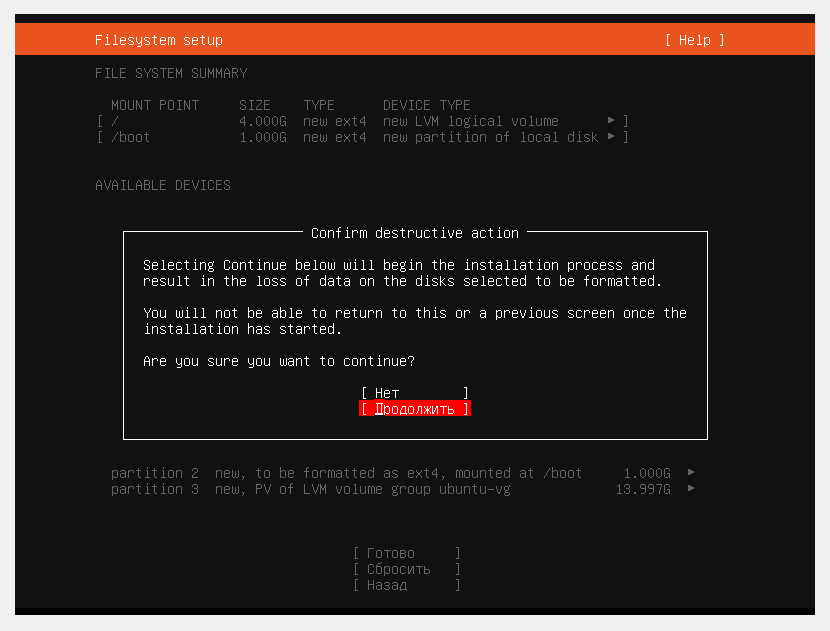 Filesystem setup [ Help ]
FILE SYSTEM SUMMARY
MOUNT POINT SIZE TYPE DEVICE TYPE
[ / 4.000G new ext4 new LVM logical volume ▸ ]
[ /boot 1.000G new ext4 new partition of local disk ▸ ]
AVAILABLE DEVICES
Confirm destructive action
Selecting Continue below will begin the installation process and
result in the loss of data on the disks selected to be formatted.
You will not be able to return to this or a previous screen once the
installation has started.
Are you sure you want to continue?
[ Нет ]
[ Продолжить ]
partition 2 new, to be formatted as ext4, mounted at /boot 1.000G ▸
partition 3 new, PV of LVM volume group ubuntu-vg 13.997G ▸
[ Готово ]
[ Сбросить ]
[ Назад ]